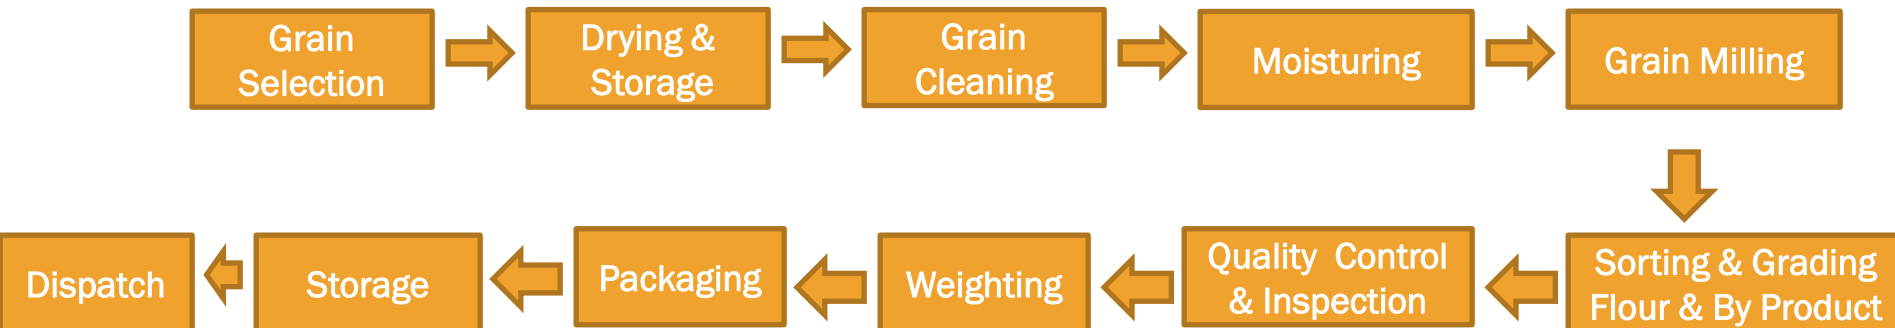 Grain
Selection
Drying &
Storage
Grain
Cleaning
Moisturing
Grain Milling
Sorting & Grading
Flour & By Product
Quality Control
& Inspection
Weighting
Packaging
Storage
Dispatch